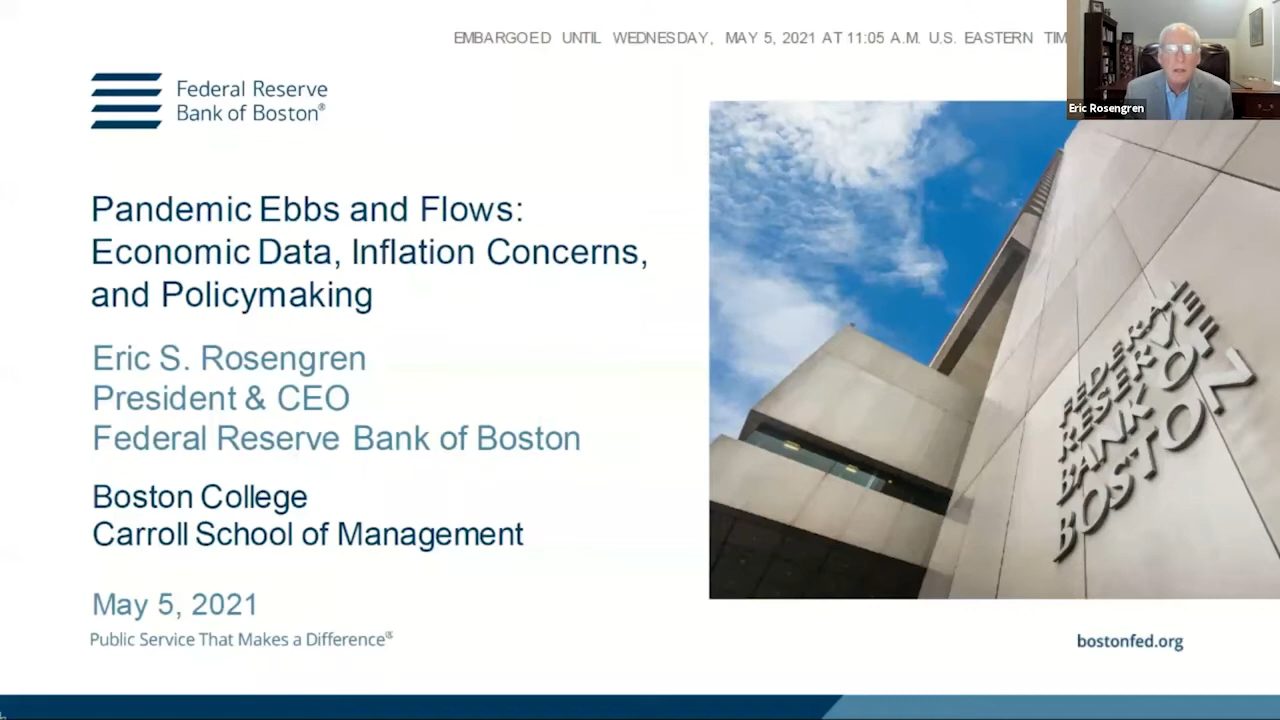 EMBARGOED UNTIL WEDNESDAY, MAY 5, 2021 AT 11:05 A.M. U.S. EASTERN TIM
Eric Rosengren
Federal Reserve
Bank of Boston®
Pandemic Ebbs and Flows:
Economic Data, Inflation Concerns,
and Policymaking
Eric S. Rosengren
President & CEO
Federal Reserve Bank of Boston
Boston College
Carroll School of Management
May 5, 2021
Public Service That Makes a Difference®
FEDERAL
RESERVE
BANK OF
BOSTON
bostonfed.org